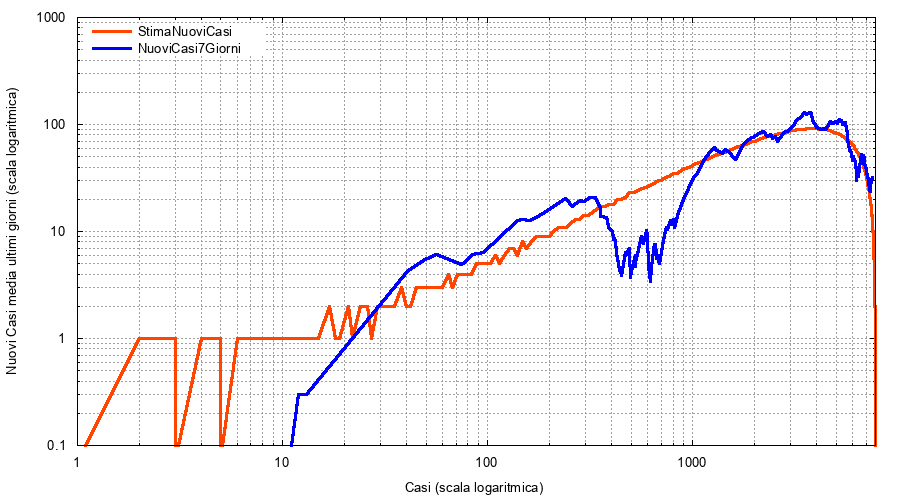 1000
StimaNuoviCasi
NuoviCasi7Giorni
100
10
1
0.1
Nuovi Casi media ultimi giorni (scala logaritmica)
1 10 100 1000
Casi (scala logaritmica)